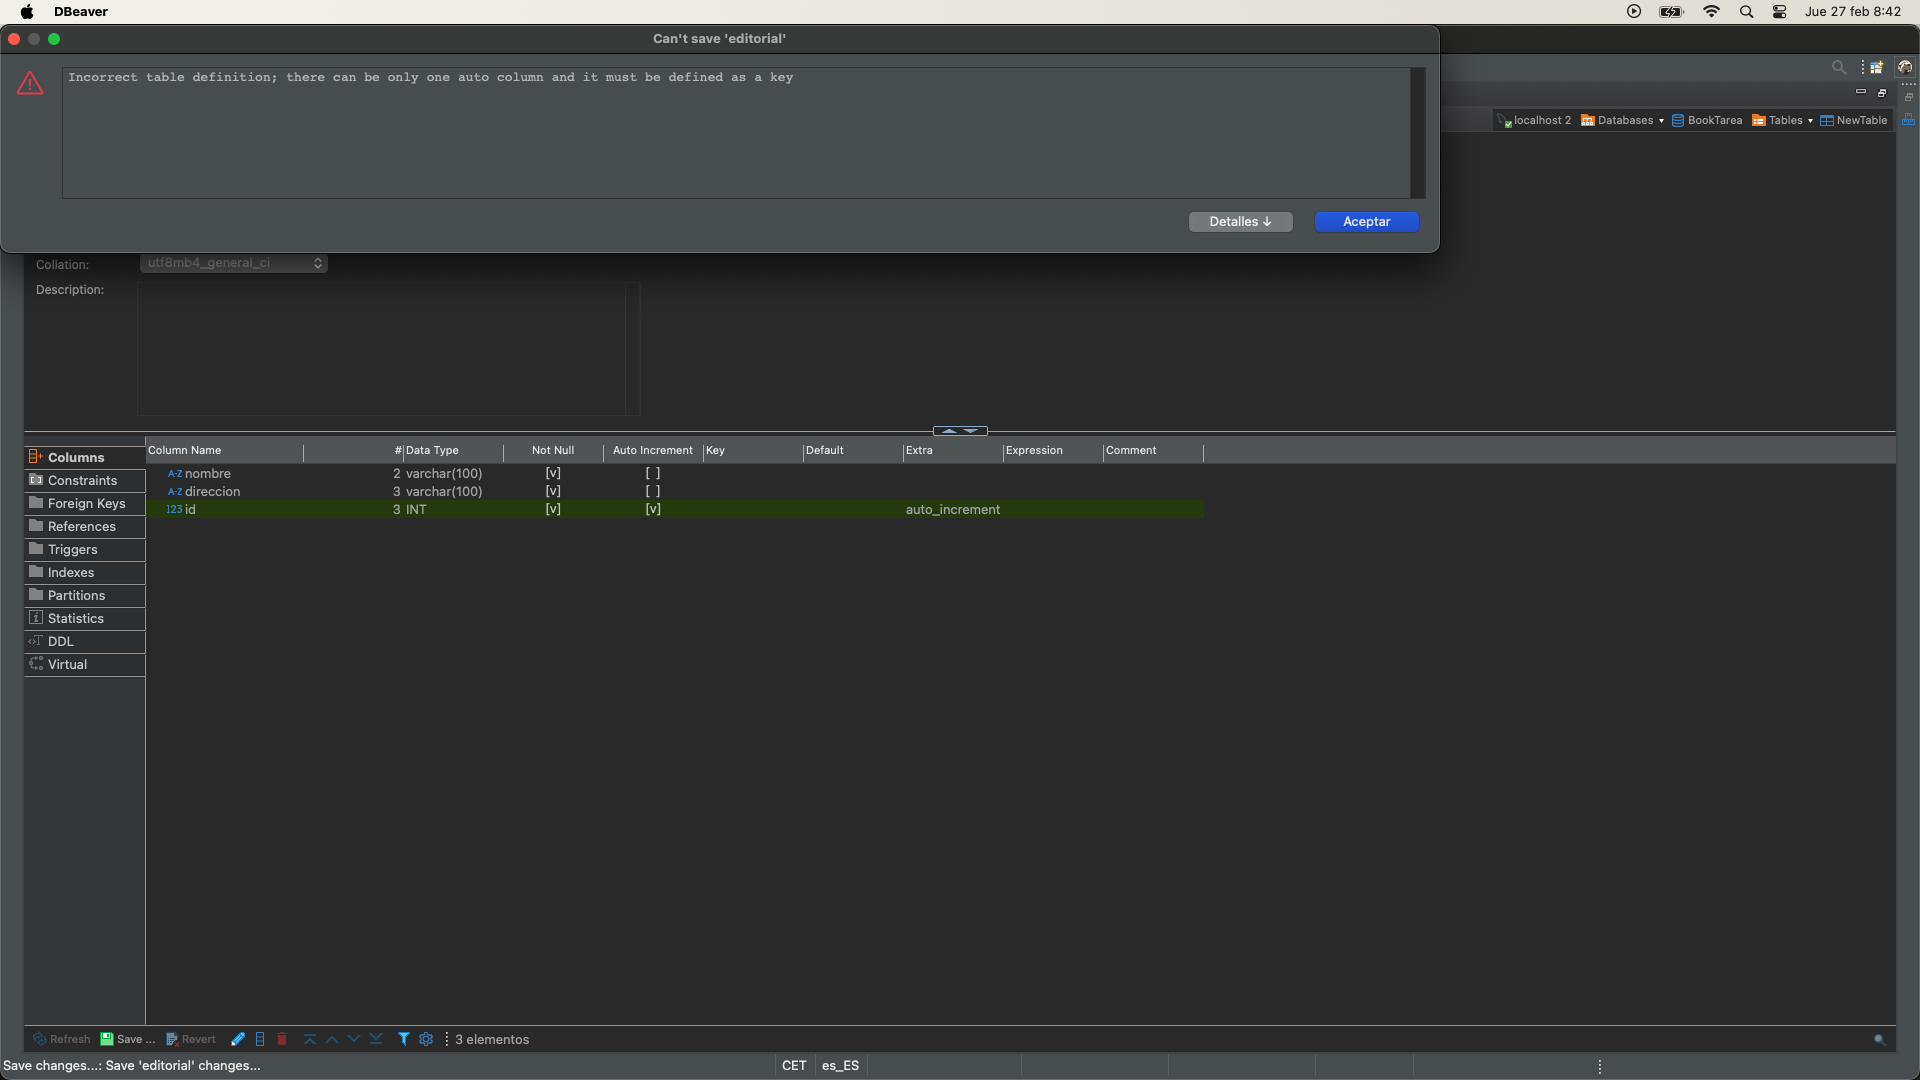 DBeaver
Jue 27 feb 8:42
Can't save 'editorial'
Incorrect table definition; there can be only one auto column and it must be defined as a key
Detalles ↓
Aceptar
localhost 2 Databases BookTarea Tables NewTable
Collation: utf8mb4_general_ci
Description:
Columns
Constraints
Foreign Keys
References
Triggers
Indexes
Partitions
Statistics
DDL
Virtual
Column Name # Data Type Not Null Auto Increment Key Default Extra Expression Comment
A-Z nombre 2 varchar(100) [v] [ ]
A-Z direccion 3 varchar(100) [v] [ ]
123 id 3 INT [v] [v] auto_increment
Refresh Save ... Revert 3 elementos
Save changes...: Save 'editorial' changes... CET es_ES